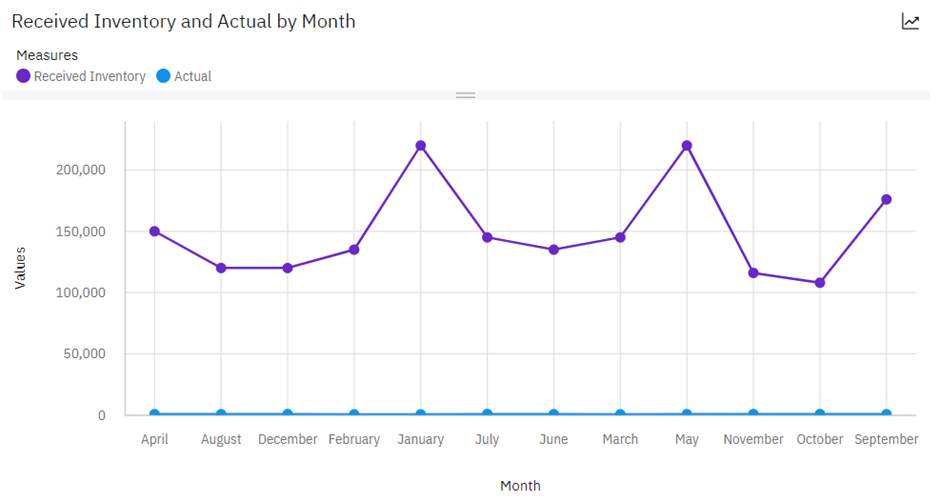 Received Inventory and Actual by Month
Measures
Received Inventory Actual
Values
200,000
150,000
100,000
50,000
0
April August December February January July June March May November October September
Month